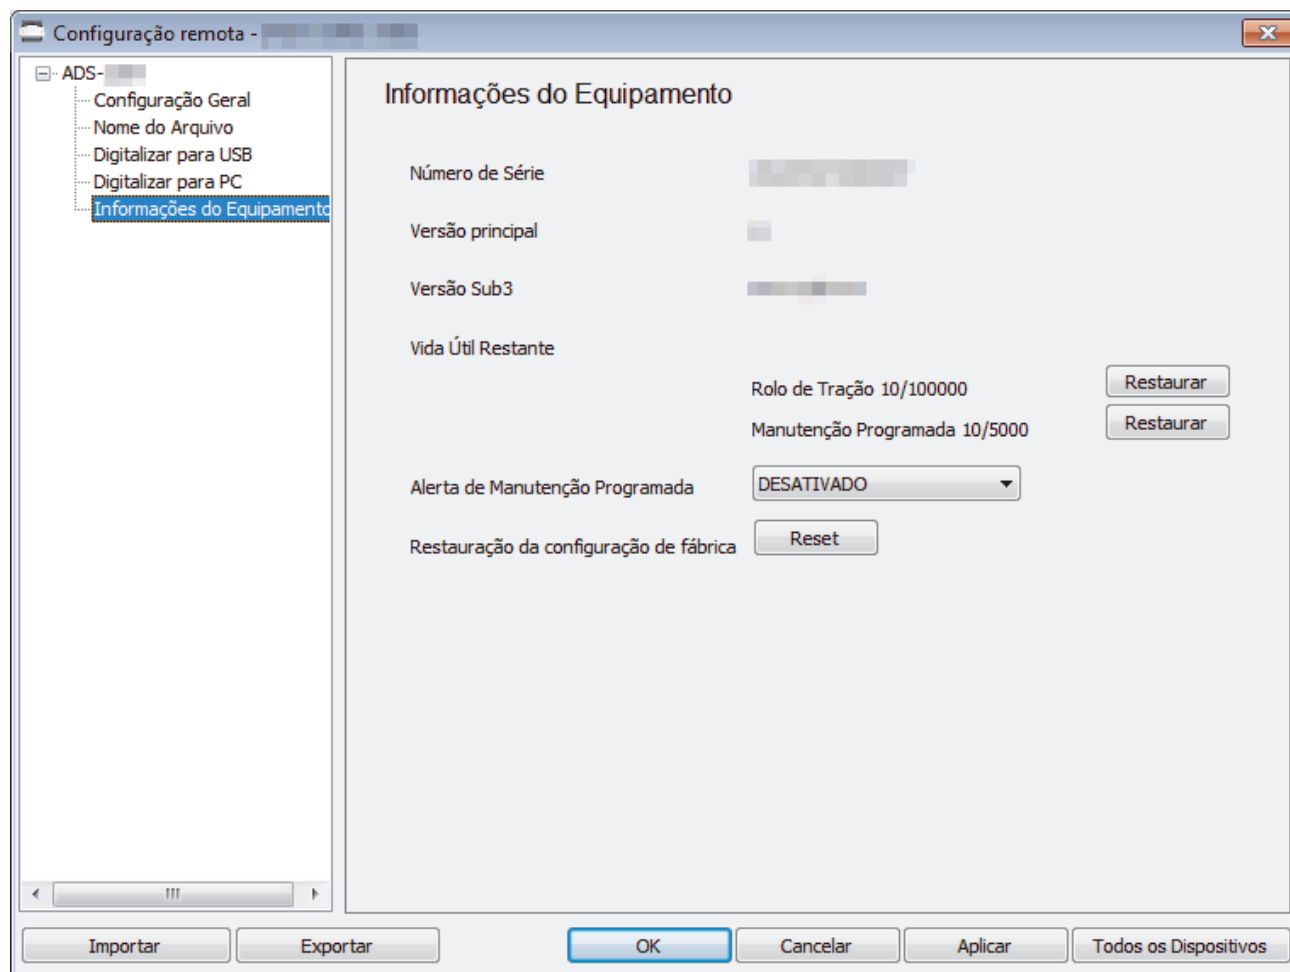 Configuração remota -
ADS-
Configuração Geral
Nome do Arquivo
Digitalizar para USB
Digitalizar para PC
Informações do Equipamento
Informações do Equipamento
Número de Série
Versão principal
Versão Sub3
Vida Útil Restante
Rolo de Tração 10/100000 Restaurar
Manutenção Programada 10/5000 Restaurar
Alerta de Manutenção Programada DESATIVADO
Restauração da configuração de fábrica Reset
Importar Exportar OK Cancelar Aplicar Todos os Dispositivos